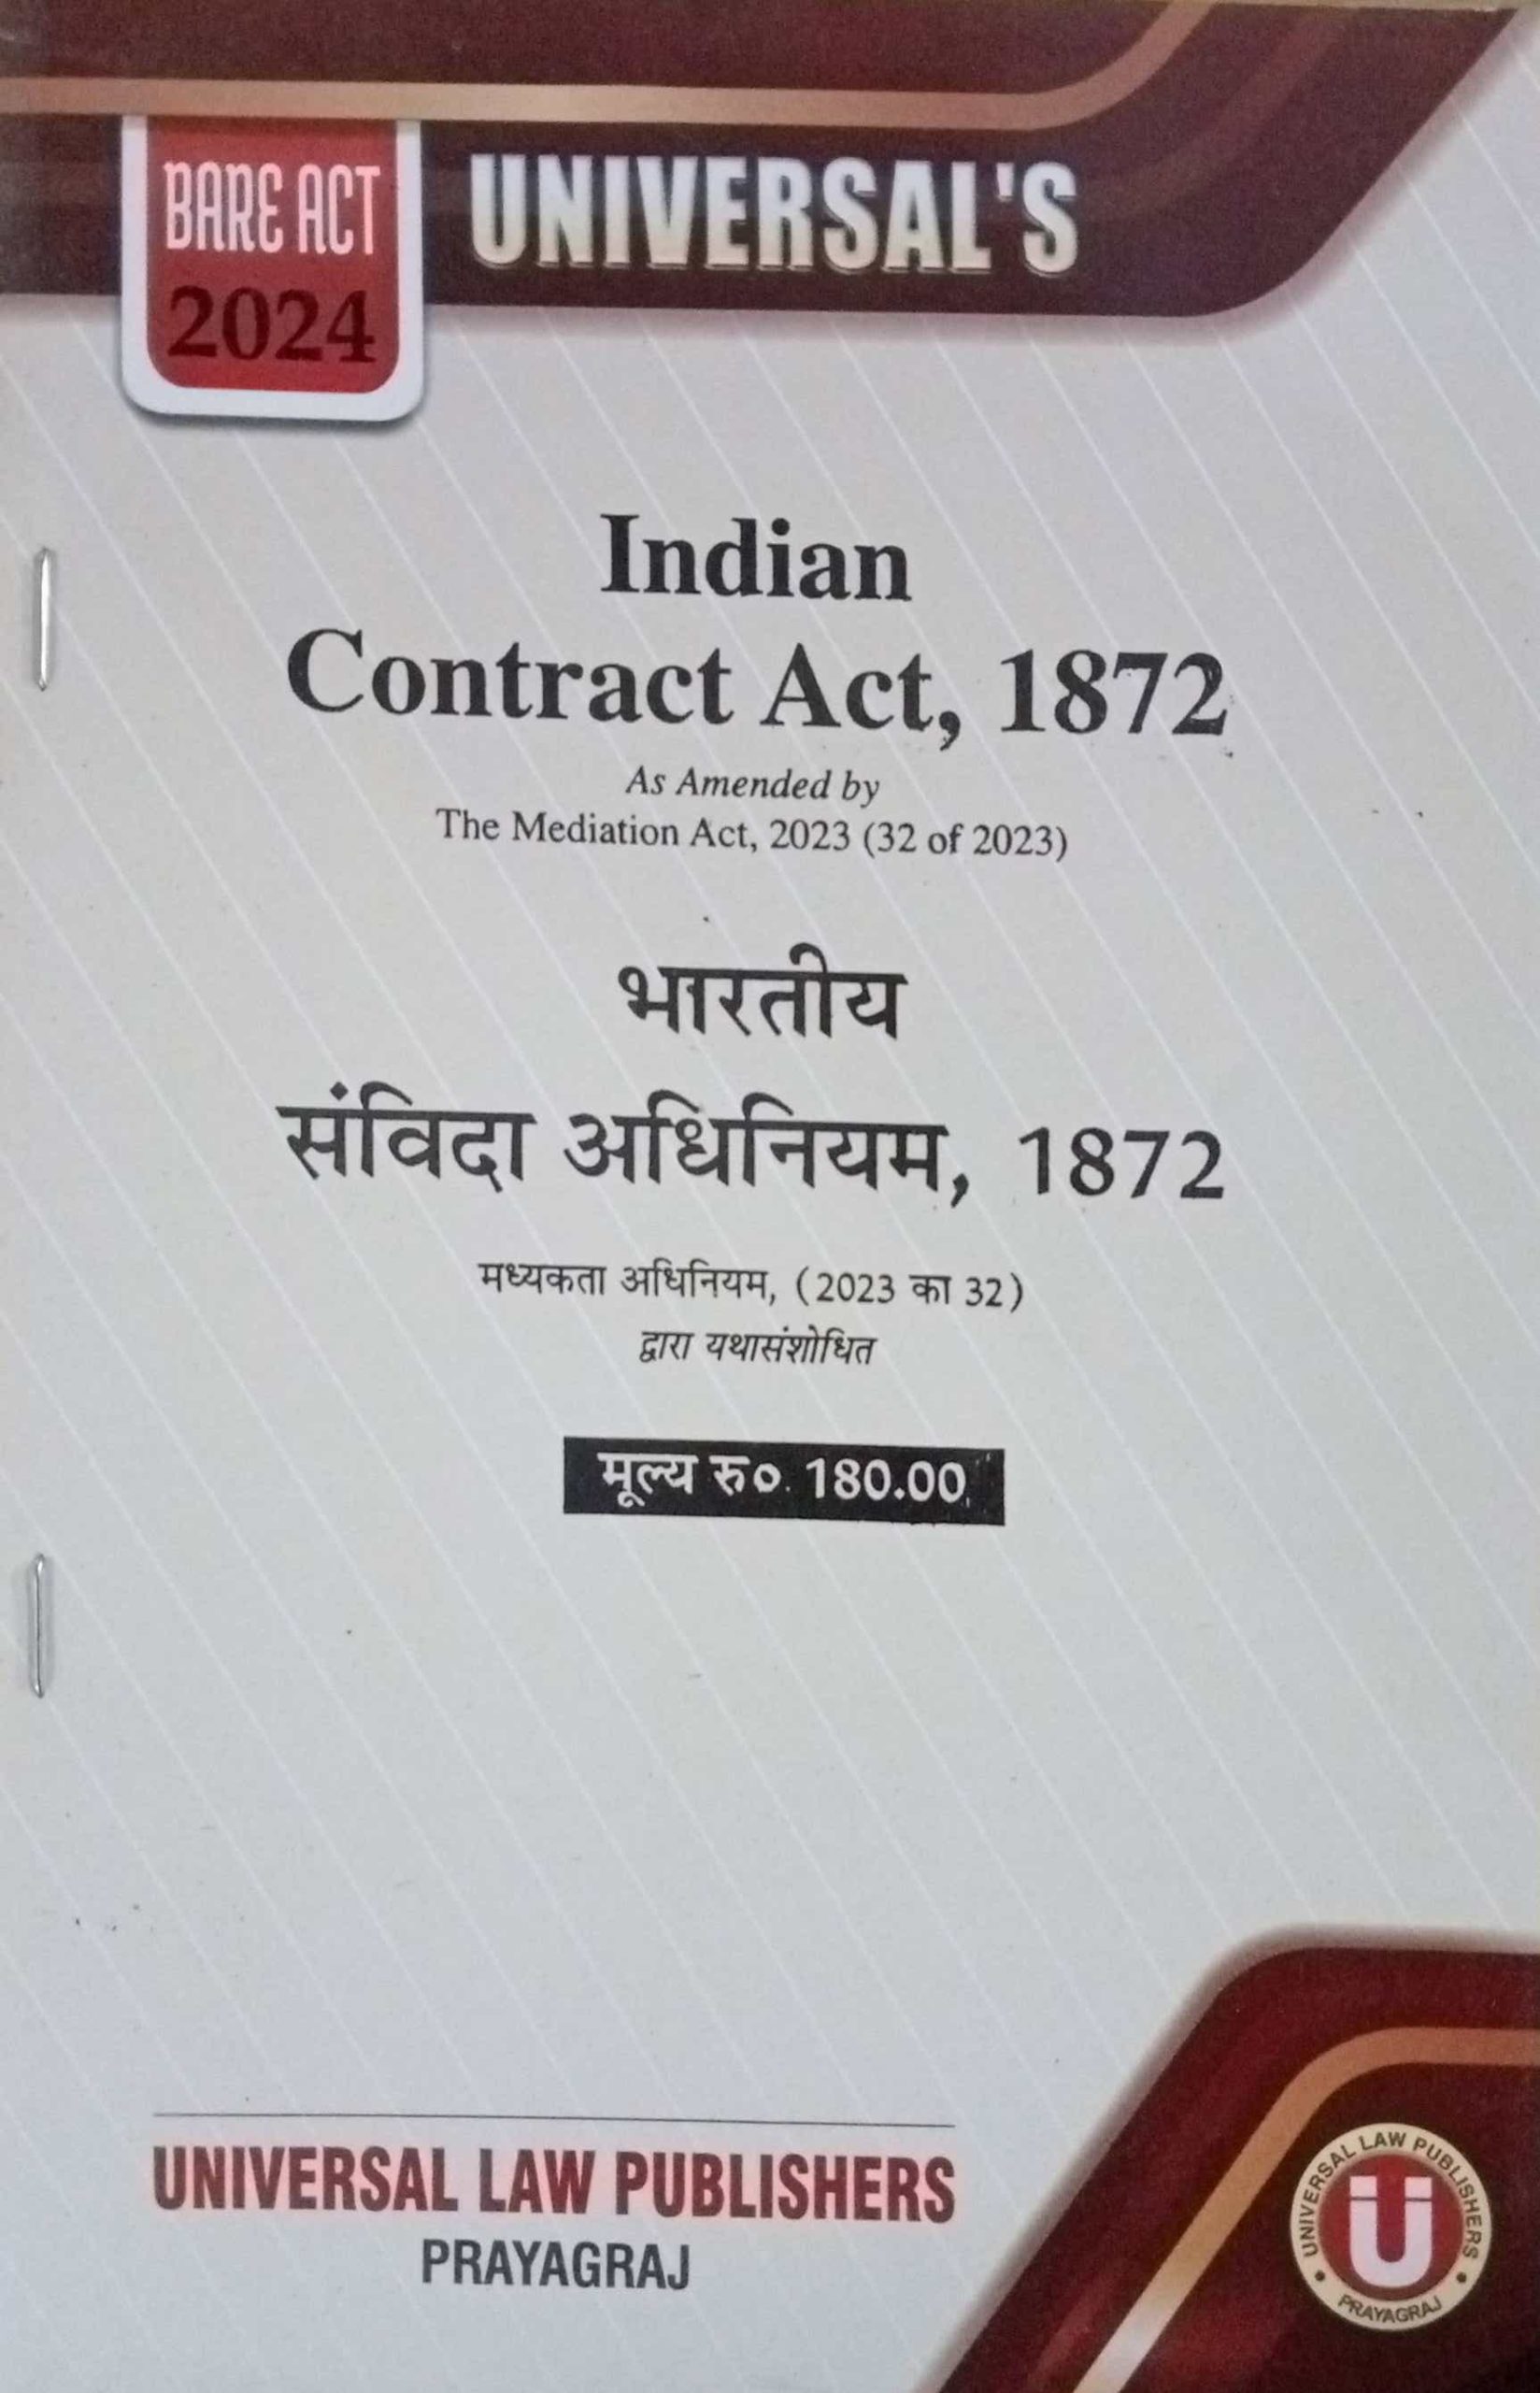 BARE ACT
2024
UNIVERSAL'S
Indian
Contract Act, 1872
As Amended by
The Mediation Act, 2023 (32 of 2023)
भारतीय
संविदा अधिनियम, 1872
मध्यकता अधिनियम, (2023 का 32)
द्वारा यथासंशोधित
मूल्य रु० 180.00
UNIVERSAL LAW PUBLISHERS
PRAYAGRAJ
UNIVERSAL LAW PUBLISHERS
U
PRAYAGRAJ